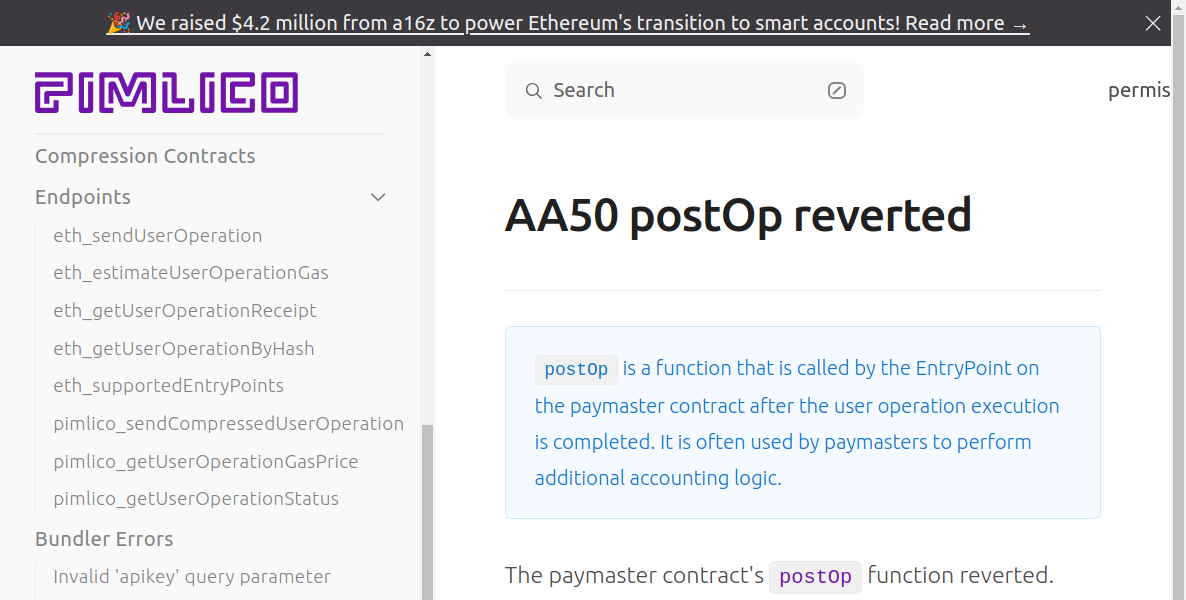 🎉 We raised $4.2 million from a16z to power Ethereum's transition to smart accounts! Read more →
PIMLICO
Compression Contracts
Endpoints
eth_sendUserOperation
eth_estimateUserOperationGas
eth_getUserOperationReceipt
eth_getUserOperationByHash
eth_supportedEntryPoints
pimlico_sendCompressedUserOperation
pimlico_getUserOperationGasPrice
pimlico_getUserOperationStatus
Bundler Errors
Invalid 'apikey' query parameter
Search
permis
AA50 postOp reverted
postOp is a function that is called by the EntryPoint on
the paymaster contract after the user operation execution
is completed. It is often used by paymasters to perform
additional accounting logic.
The paymaster contract's postOp function reverted.